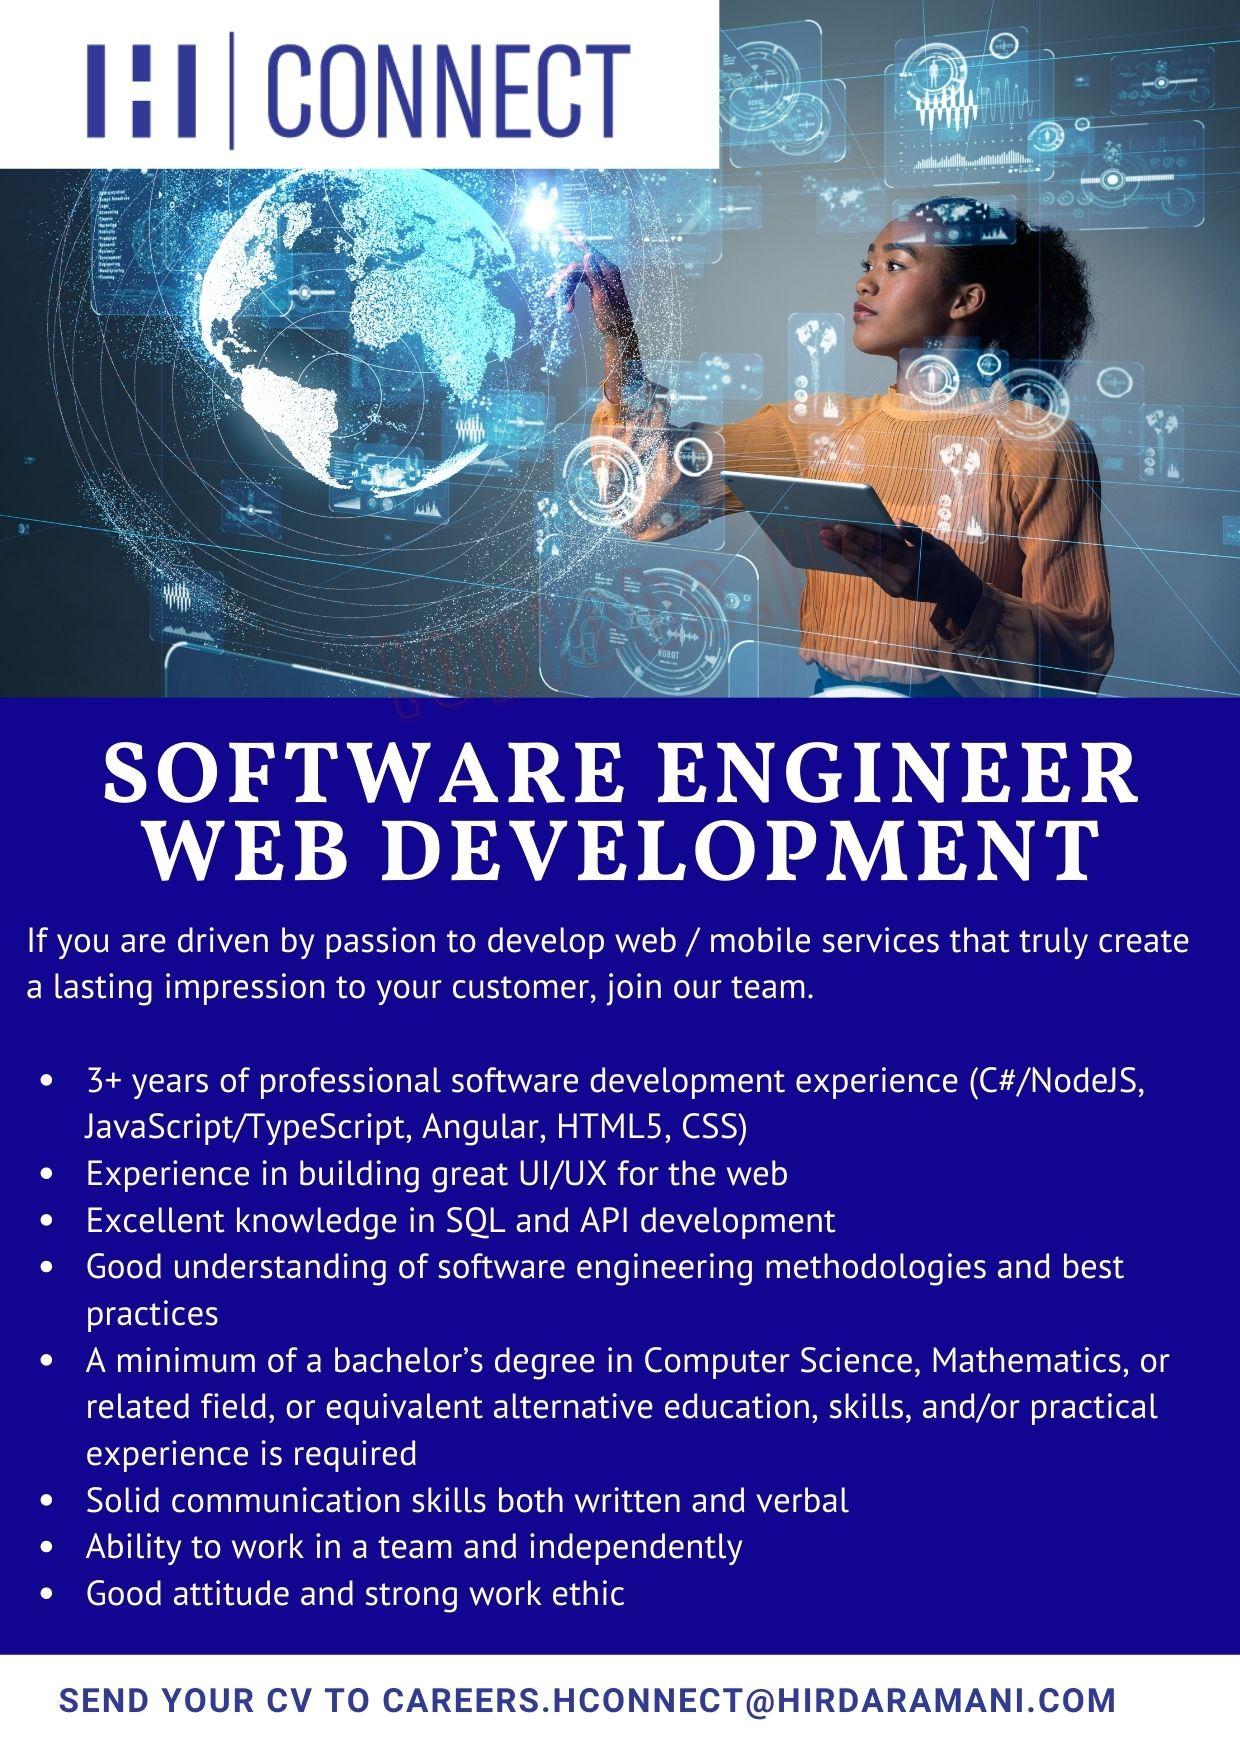 CONNECT
ROBOT
SOFTWARE ENGINEER
WEB DEVELOPMENT
If you are driven by passion to develop web / mobile services that truly create
a lasting impression to your customer, join our team.
• 3+ years of professional software development experience (C#/NodeJS,
JavaScript/TypeScript, Angular, HTML5, CSS)
• Experience in building great UI/UX for the web
• Excellent knowledge in SQL and API development
• Good understanding of software engineering methodologies and best
practices
• A minimum of a bachelor’s degree in Computer Science, Mathematics, or
related field, or equivalent alternative education, skills, and/or practical
experience is required
• Solid communication skills both written and verbal
• Ability to work in a team and independently
• Good attitude and strong work ethic
SEND YOUR CV TO CAREERS.HCONNECT@HIRDARAMANI.COM